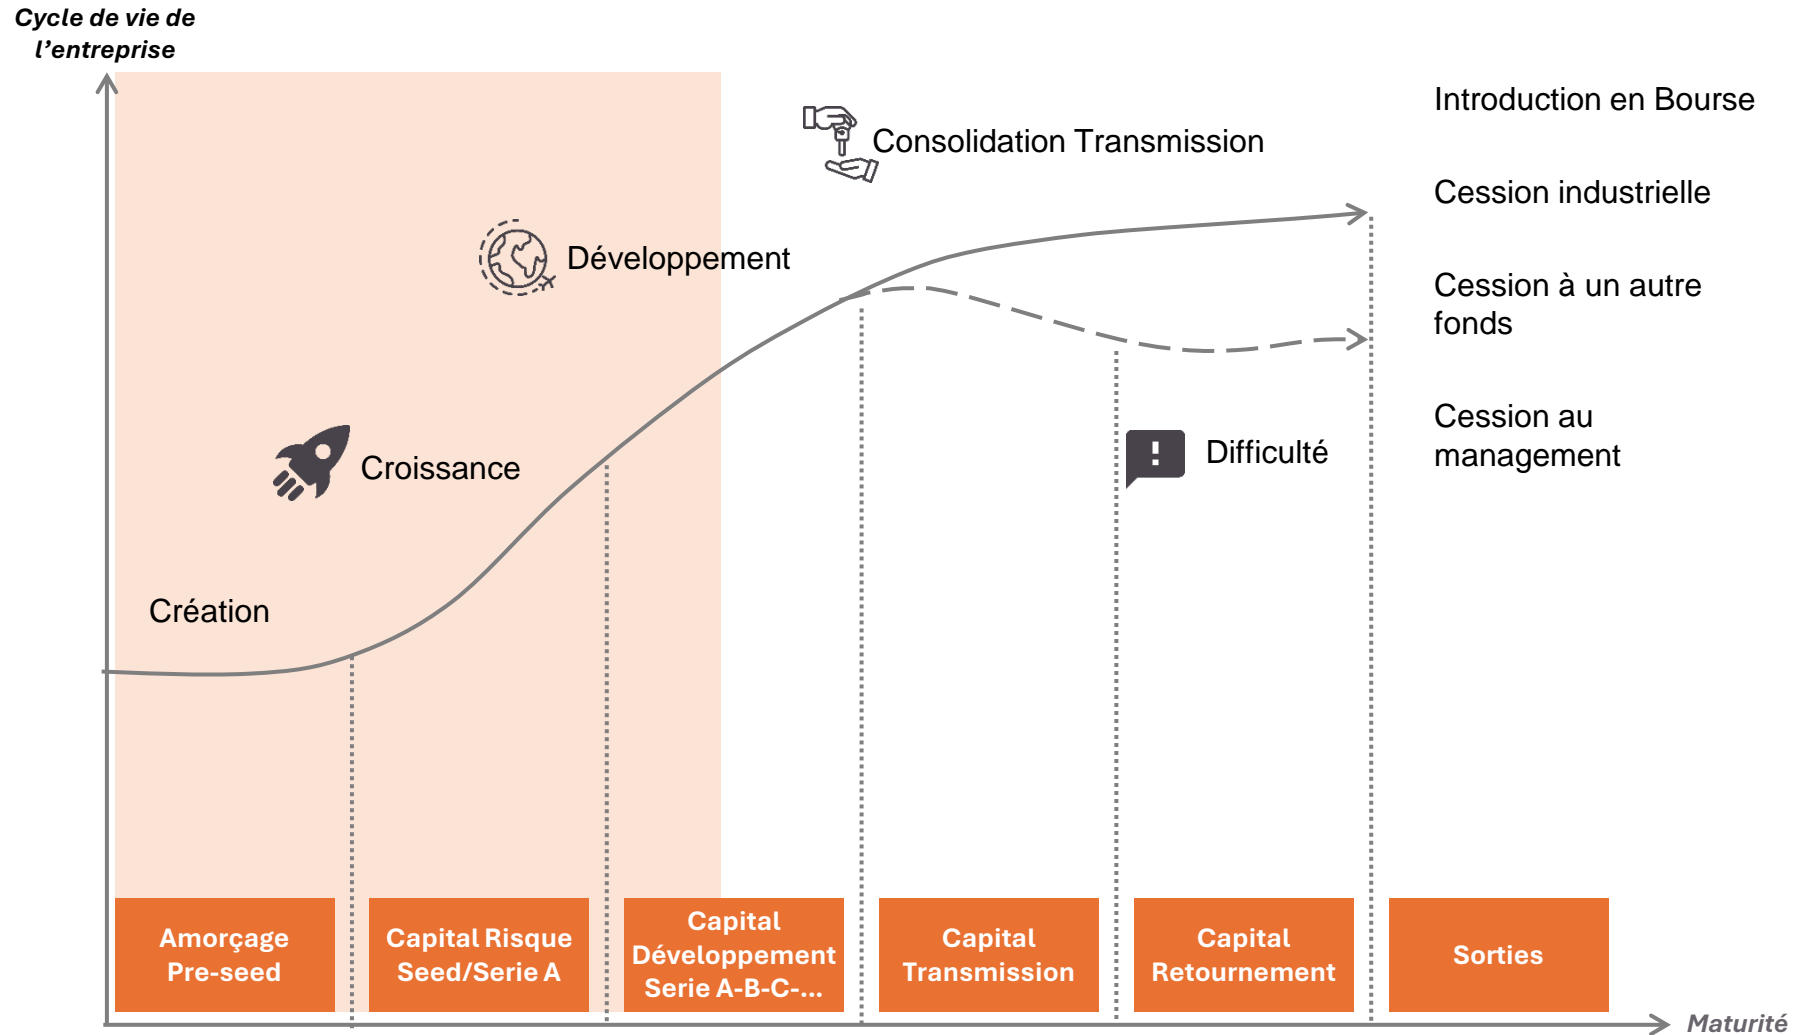 Cycle de vie de
l’entreprise
Introduction en Bourse
Consolidation Transmission
Cession industrielle
Développement
Cession à un autre
fonds
Cession au
management
Difficulté
Croissance
Création
Amorçage
Pre-seed
Capital Risque
Seed/Serie A
Capital
Développement
Serie A-B-C-...
Capital
Transmission
Capital
Retournement
Sorties
Maturité